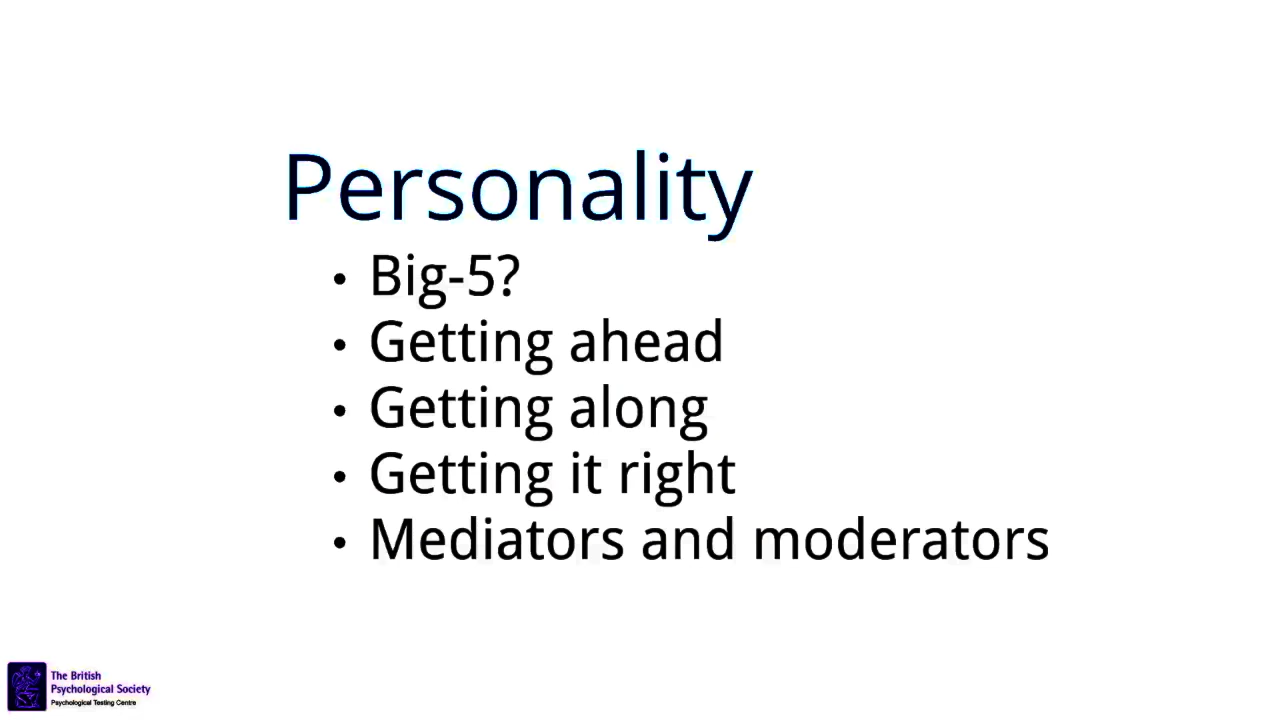 Personality
• Big-5?
• Getting ahead
• Getting along
• Getting it right
• Mediators and moderators
The British
Psychological Society
Psychological Testing Centre